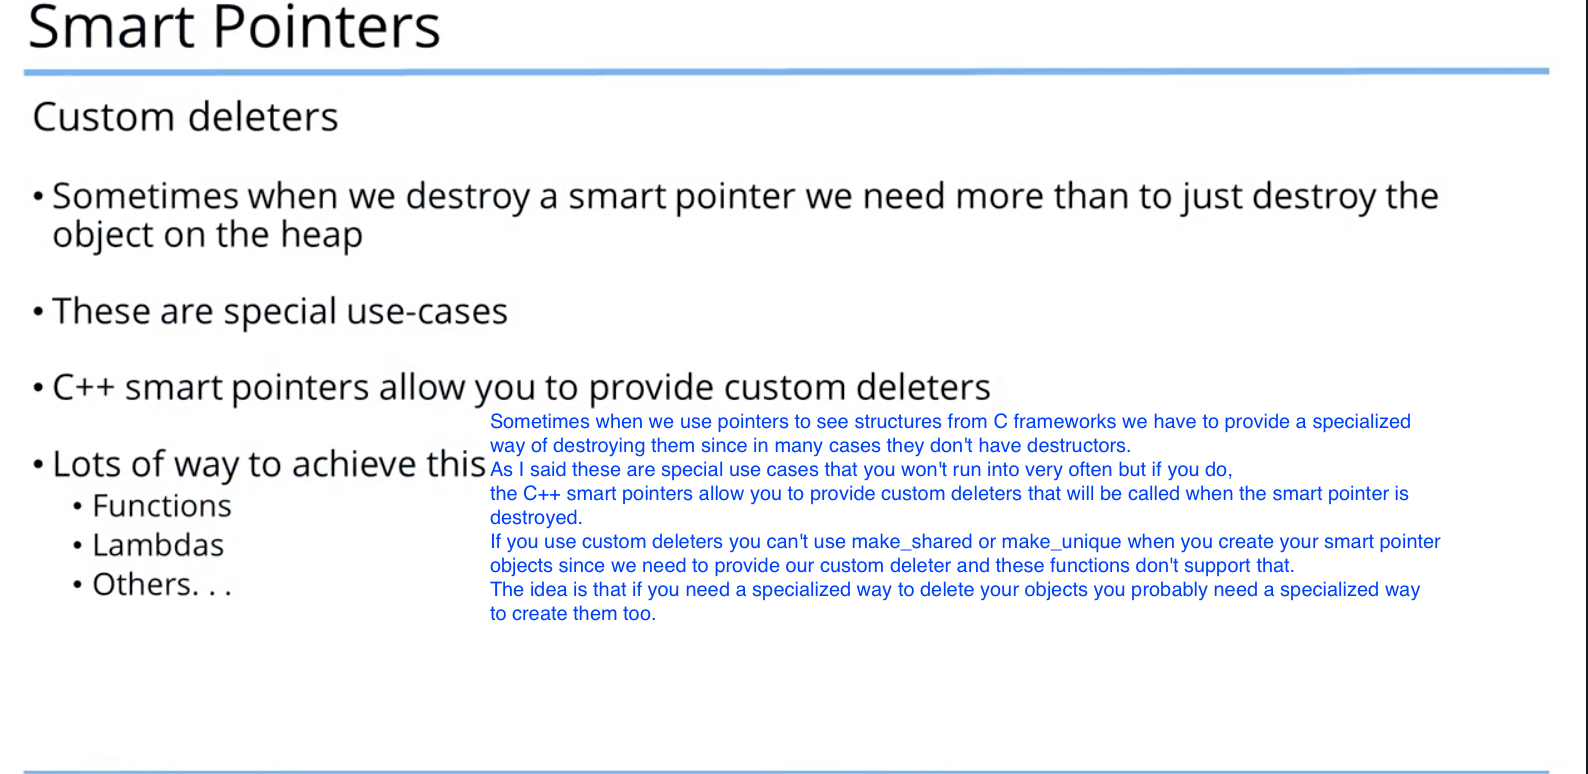 Smart Pointers
Custom deleters
• Sometimes when we destroy a smart pointer we need more than to just destroy the
object on the heap
• These are special use-cases
• C++ smart pointers allow you to provide custom deleters
• Lots of way to achieve this
• Functions
• Lambdas
• Others. . .
Sometimes when we use pointers to see structures from C frameworks we have to provide a specialized
way of destroying them since in many cases they don't have destructors.
As I said these are special use cases that you won't run into very often but if you do,
the C++ smart pointers allow you to provide custom deleters that will be called when the smart pointer is
destroyed.
If you use custom deleters you can't use make_shared or make_unique when you create your smart pointer
objects since we need to provide our custom deleter and these functions don't support that.
The idea is that if you need a specialized way to delete your objects you probably need a specialized way
to create them too.